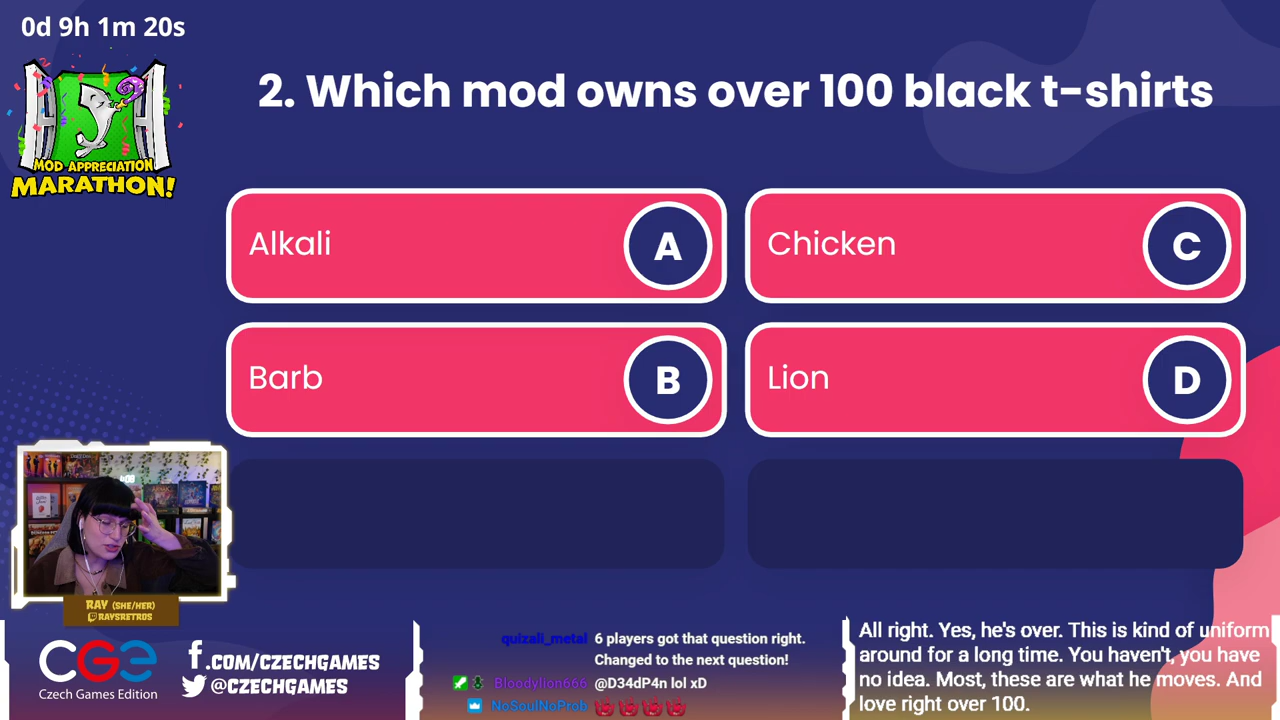 0d 9h 1m 20s
MOD APPRECIATION
MARATHON!
2. Which mod owns over 100 black t-shirts
Alkali
A
Chicken
C
Barb
B
Lion
D
RAY (SHE/HER)
RAYSRETROS
CGE
Czech Games Edition
f.COM/CZECHGAMES
@CZECHGAMES
quizali_metal 6 players got that question right.
Changed to the next question!
Bloodylion666 @D34dP4n lol xD
NoSoulNoProb
All right. Yes, he's over. This is kind of uniform
around for a long time. You haven't, you have
no idea. Most, these are what he moves. And
love right over 100.